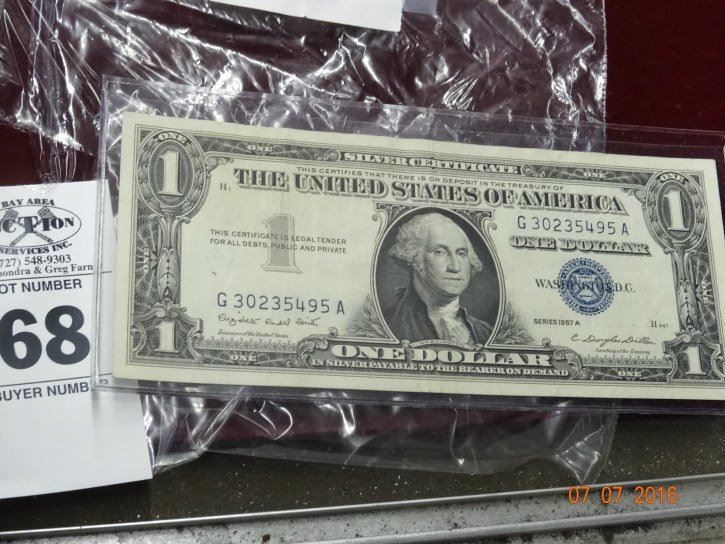 BAY AREA
SERVICES INC.
(727) 548-9303
& Greg Farn
OT NUMBER
68
BUYER NUMB
ONE
SILVER CERTIFICATE
ONE
1
1
THIS CERTIFIES THAT THERE IS ON DEPOSIT IN THE TREASURY OF
THE UNITED STATES OF AMERICA
H1
G 30235495 A
ONE DOLLAR
THIS CERTIFICATE IS LEGAL TENDER
FOR ALL DEBTS, PUBLIC AND PRIVATE
1
WASHINGTON, D.C.
G 30235495 A
SERIES 1957 A
Treasurer of the United States.
Secretary of the Treasury.
1
ONE
ONE DOLLAR
IN SILVER PAYABLE TO THE BEARER ON DEMAND
ONE
1
07 07 2016